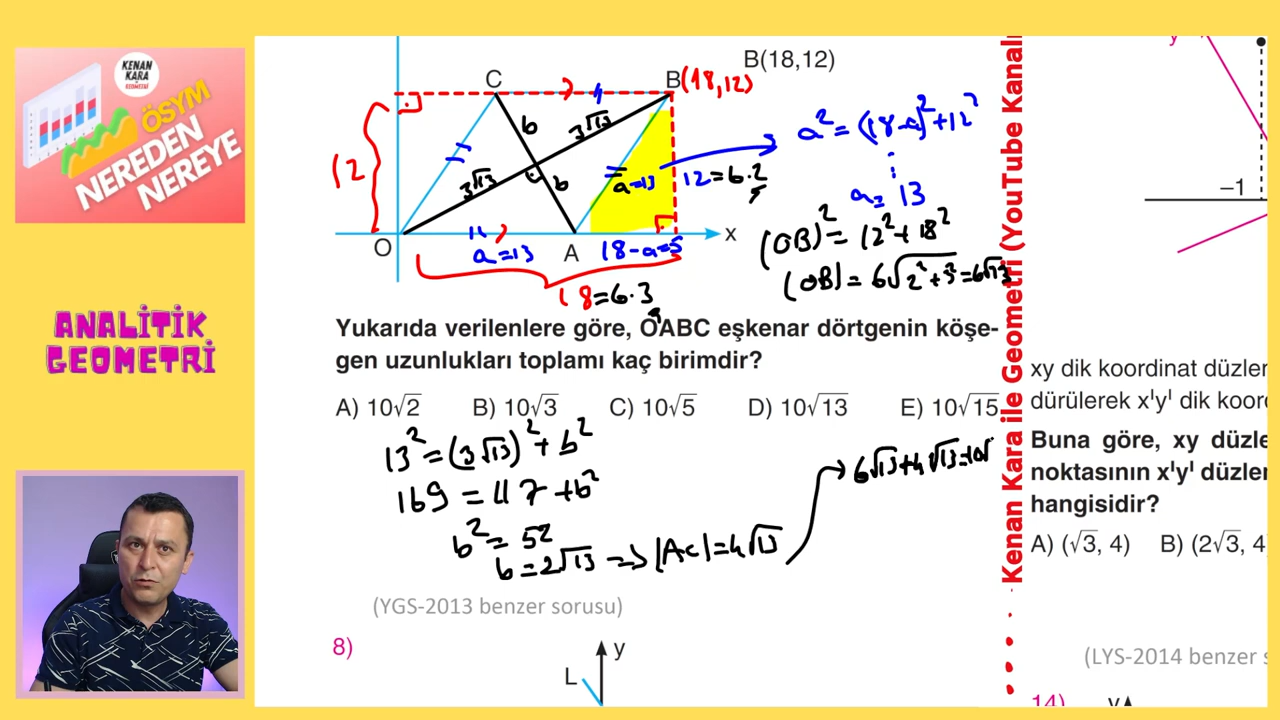 KENAN
KARA
GEOMETRİ
ÖSYM
NEREDEN
NEREYE
ANALİTİK
GEOMETRİ
B(18,12)
C
B(18,12)
12
b
3√13
3√13
b
a=13
12=6.2
a²=(18-a)²+12²
⋮
a=13
O
a=13
A
18-a=5
x
18=6.3
(OB)²=12²+18²
(OB)=6√2²+3²=6√13
Yukarıda verilenlere göre, OABC eşkenar dörtgenin köşe-
gen uzunlukları toplamı kaç birimdir?
A) 10√2 B) 10√3 C) 10√5 D) 10√13 E) 10√15
13²=(3√13)²+b²
169=117+b²
b²=52
b=2√13 => |AC|=4√13
6√13+4√13=10√
(YGS-2013 benzer sorusu)
8)
y
L
Kenan Kara ile Geometri (YouTube Kanalı
y
−1
xy dik koordinat düzler
dürülerek x'y' dik koor
Buna göre, xy düzle
noktasının x'y' düzler
hangisidir?
A) (√3, 4) B) (2√3, 4
(LYS-2014 benzer s
14)
y